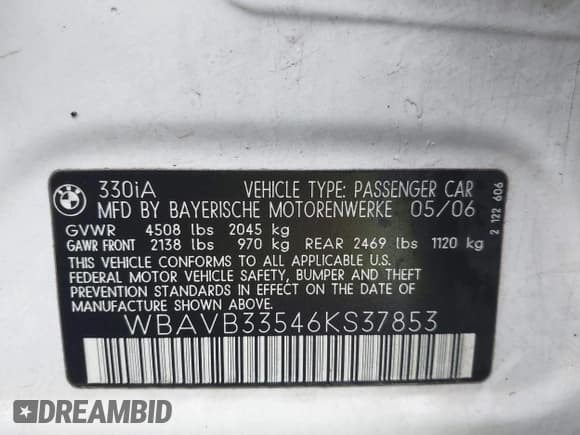 330iA VEHICLE TYPE: PASSENGER CAR
MFD BY BAYERISCHE MOTORENWERKE 05/06
GVWR 4508 lbs 2045 kg
GAWR FRONT 2138 lbs 970 kg REAR 2469 lbs 1120 kg
THIS VEHICLE CONFORMS TO ALL APPLICABLE U.S.
FEDERAL MOTOR VEHICLE SAFETY, BUMPER AND THEFT
PREVENTION STANDARDS IN EFFECT ON THE DATE OF
MANUFACTURE SHOWN ABOVE.
WBAVB33546KS37853
2 122 606
BMW
DREAMBID